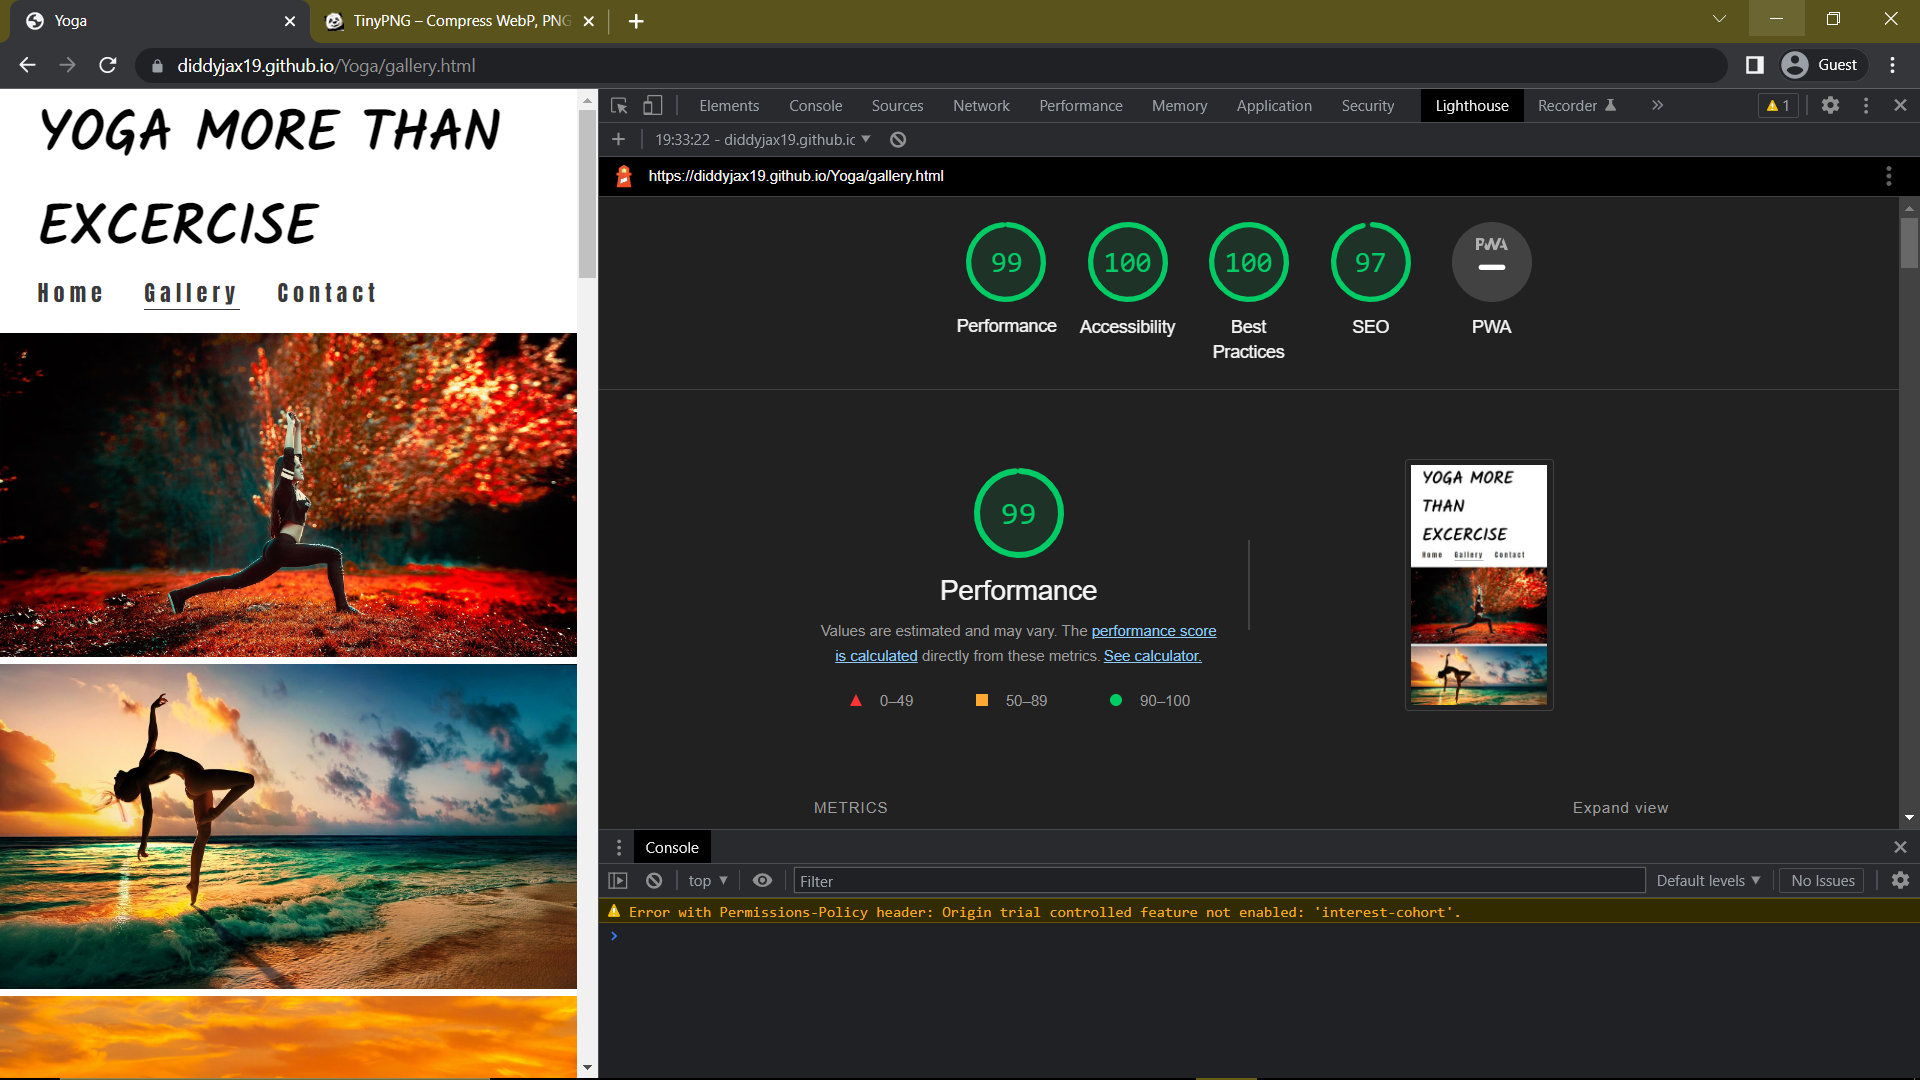 Yoga
TinyPNG – Compress WebP, PNG
diddyjax19.github.io/Yoga/gallery.html
Guest
YOGA MORE THAN
EXCERCISE
Home Gallery Contact
Elements Console Sources Network Performance Memory Application Security Lighthouse Recorder 1
19:33:22 - diddyjax19.github.io
https://diddyjax19.github.io/Yoga/gallery.html
99 100 100 97 PWA
Performance Accessibility Best Practices SEO PWA
99
Performance
Values are estimated and may vary. The performance score
is calculated directly from these metrics. See calculator.
0–49 50–89 90–100
YOGA MORE
THAN
EXCERCISE
Home Gallery Contact
METRICS Expand view
Console
top Filter Default levels No Issues
Error with Permissions-Policy header: Origin trial controlled feature not enabled: 'interest-cohort'.